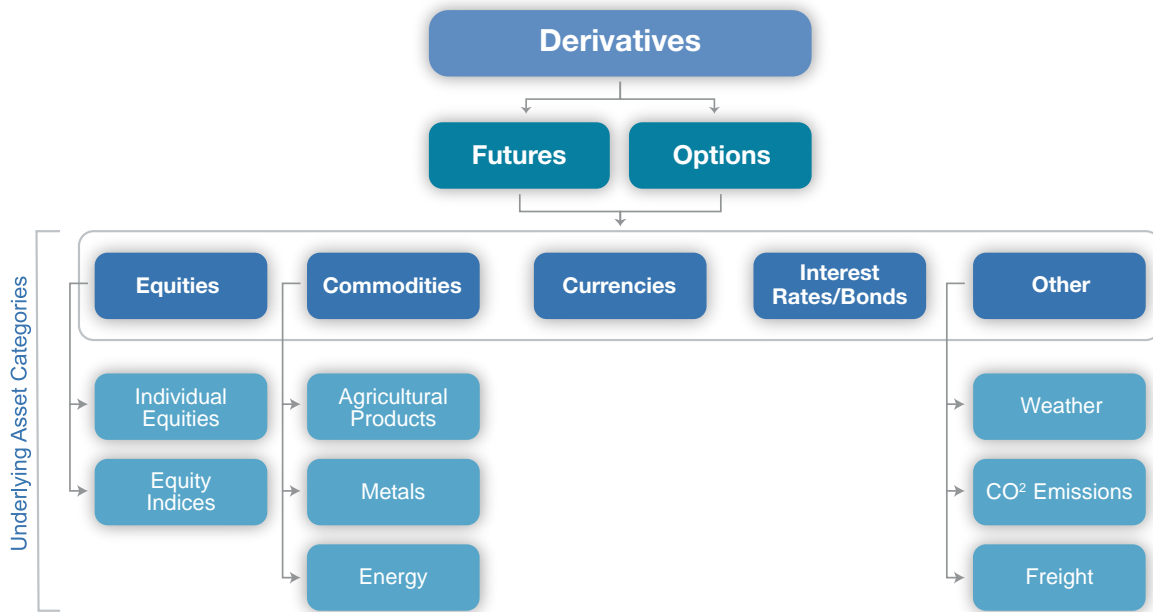 Derivatives
Futures
Options
Underlying Asset Categories
Equities
Commodities
Currencies
Interest
Rates/Bonds
Other
Individual
Equities
Agricultural
Products
Weather
Equity
Indices
Metals
CO² Emissions
Energy
Freight